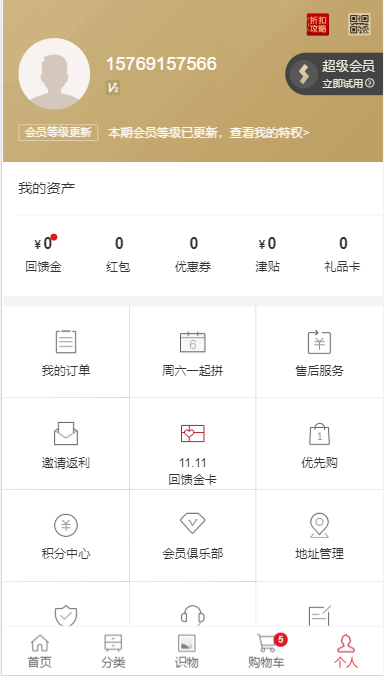 折扣
攻略
15769157566
V2
超级会员
立即试用
会员等级更新 本期会员等级已更新，查看我的特权>
我的资产
¥0 0 0 ¥0 0
回馈金 红包 优惠券 津贴 礼品卡
6 ¥
我的订单 周六一起拼 售后服务
1
邀请返利 11.11 优先购
回馈金卡
¥
积分中心 会员俱乐部 地址管理
5
首页 分类 识物 购物车 个人